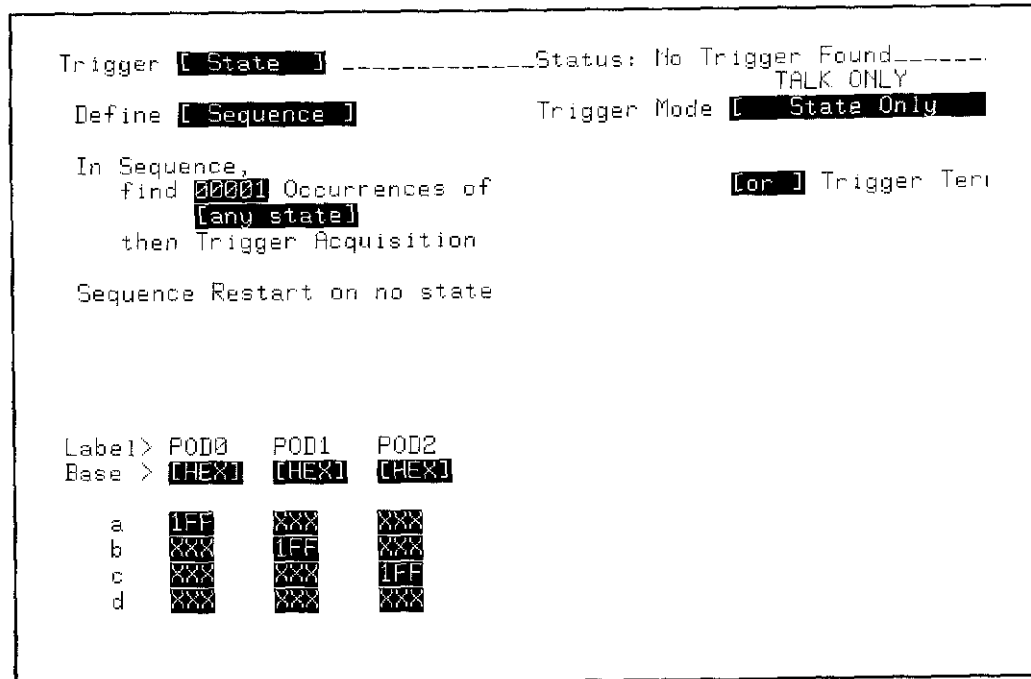 Trigger [ State ] _____________Status: No Trigger Found_______
TALK ONLY
Define [ Sequence ] Trigger Mode [ State Only
In Sequence,
find 00001 Occurrences of [or ] Trigger Ter
[any state]
then Trigger Acquisition
Sequence Restart on no state
Label> POD0 POD1 POD2
Base > [HEX] [HEX] [HEX]
a 1FF XXX XXX
b XXX 1FF XXX
c XXX XXX 1FF
d XXX XXX XXX